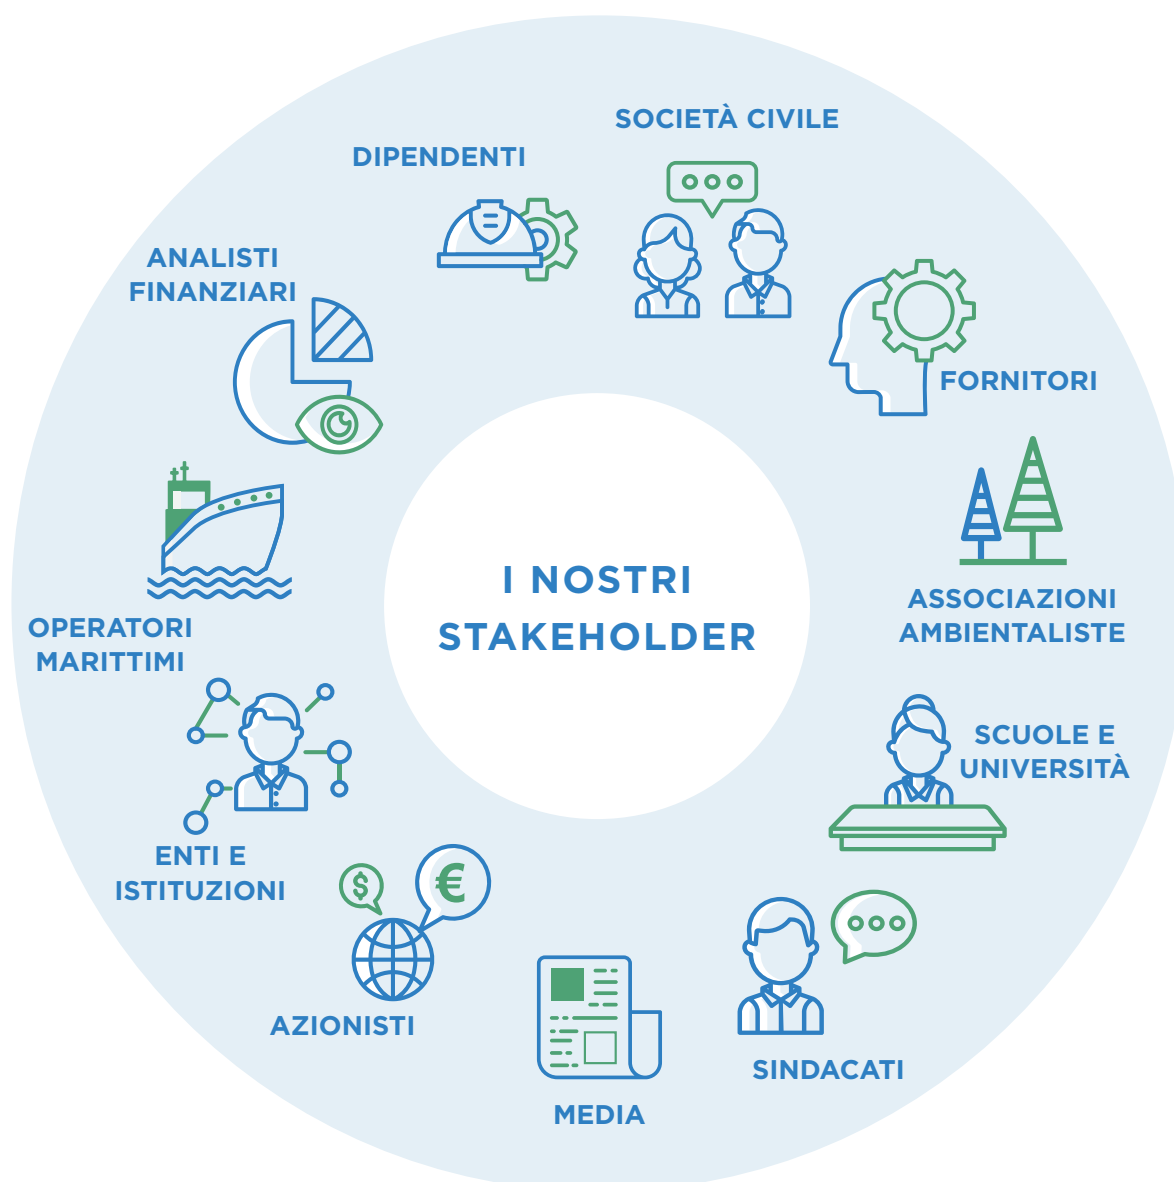 SOCIETÀ CIVILE
DIPENDENTI
ANALISTI
FINANZIARI
FORNITORI
I NOSTRI
STAKEHOLDER
ASSOCIAZIONI
AMBIENTALISTE
OPERATORI
MARITTIMI
SCUOLE E
UNIVERSITÀ
ENTI E
ISTITUZIONI
$
€
AZIONISTI
SINDACATI
MEDIA